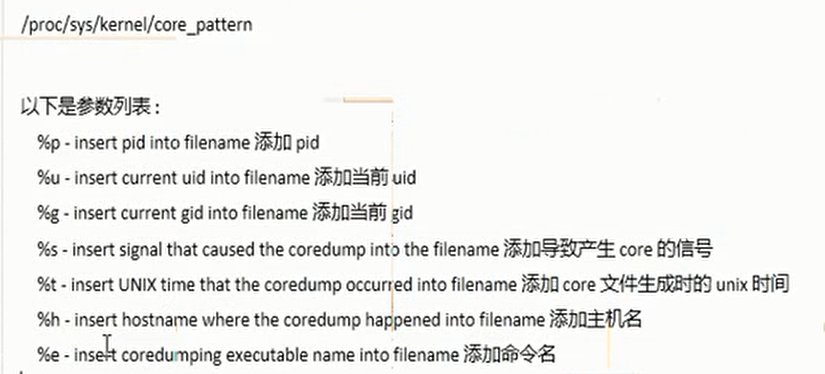 /proc/sys/kernel/core_pattern
以下是参数列表：
%p - insert pid into filename 添加 pid
%u - insert current uid into filename 添加当前 uid
%g - insert current gid into filename 添加当前 gid
%s - insert signal that caused the coredump into the filename 添加导致产生 core 的信号
%t - insert UNIX time that the coredump occurred into filename 添加 core 文件生成时的 unix 时间
%h - insert hostname where the coredump happened into filename 添加主机名
%e - insert coredumping executable name into filename 添加命令名